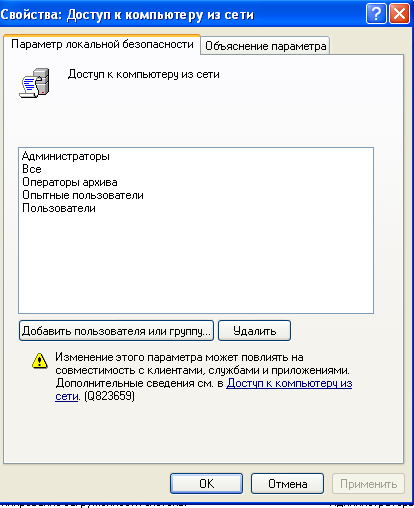 Свойства: Доступ к компьютеру из сети
Параметр локальной безопасности
Объяснение параметра
Доступ к компьютеру из сети
Администраторы
Все
Операторы архива
Опытные пользователи
Пользователи
Добавить пользователя или группу...
Удалить
Изменение этого параметра может повлиять на
совместимость с клиентами, службами и приложениями.
Дополнительные сведения см. в Доступ к компьютеру из
сети. (Q823659)
OK
Отмена
Применить